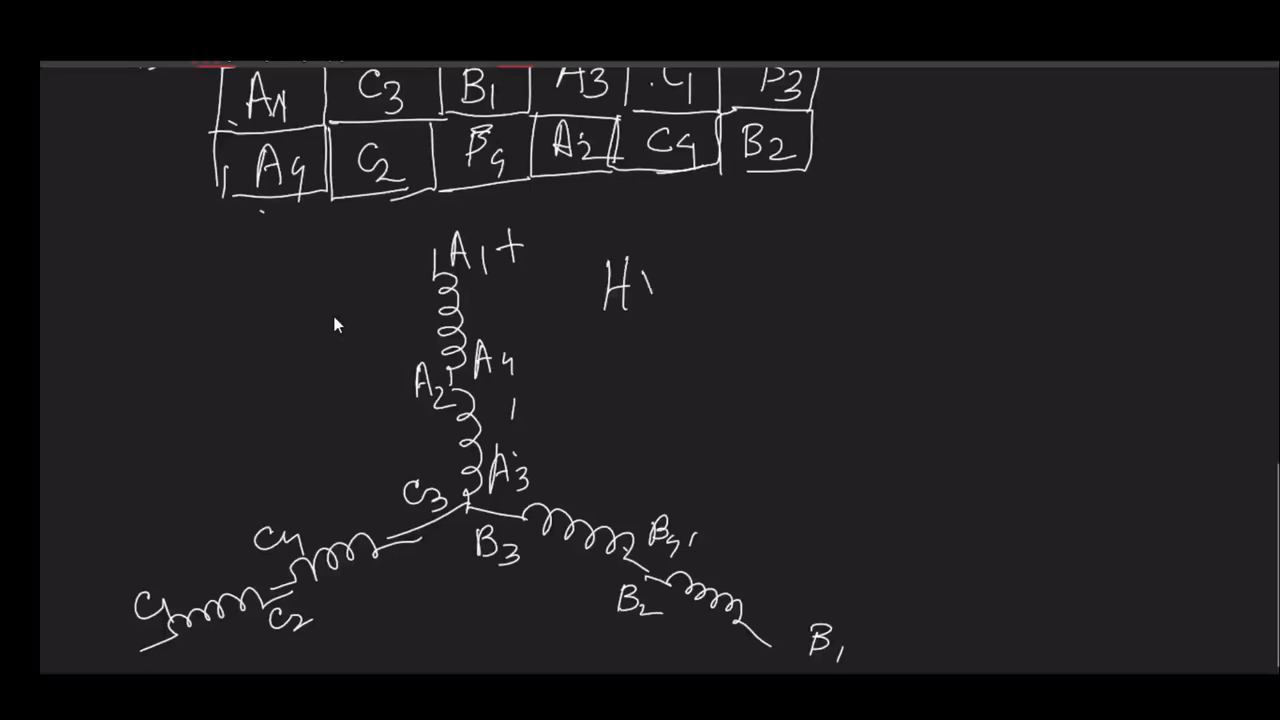 A1 C3 B1 A3 C1 B3
A4 C2 B4 A2 C4 B2
A1 +
H
A4
A2
A3
C3
C4
B3
B4
C1
C2
B2
B1